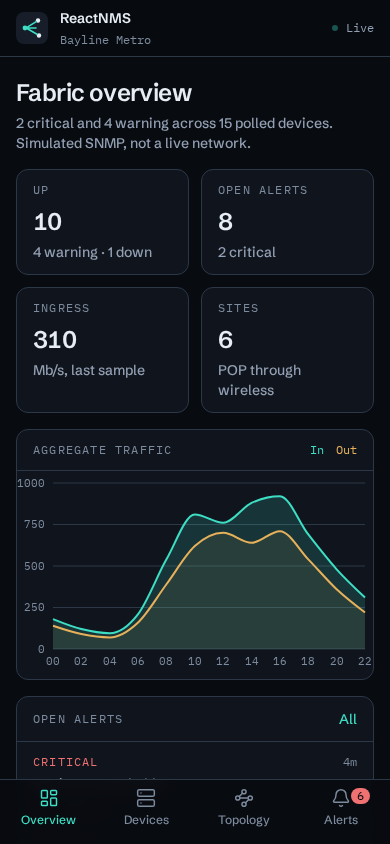 ReactNMS
Bayline Metro
Live
Fabric overview
2 critical and 4 warning across 15 polled devices.
Simulated SNMP, not a live network.
UP
10
4 warning · 1 down
OPEN ALERTS
8
2 critical
INGRESS
310
Mb/s, last sample
SITES
6
POP through
wireless
AGGREGATE TRAFFIC
In Out
1000
750
500
250
0
00 02 04 06 08 10 12 14 16 18 20 22
OPEN ALERTS
All
CRITICAL
4m
Overview
Devices
Topology
6
Alerts